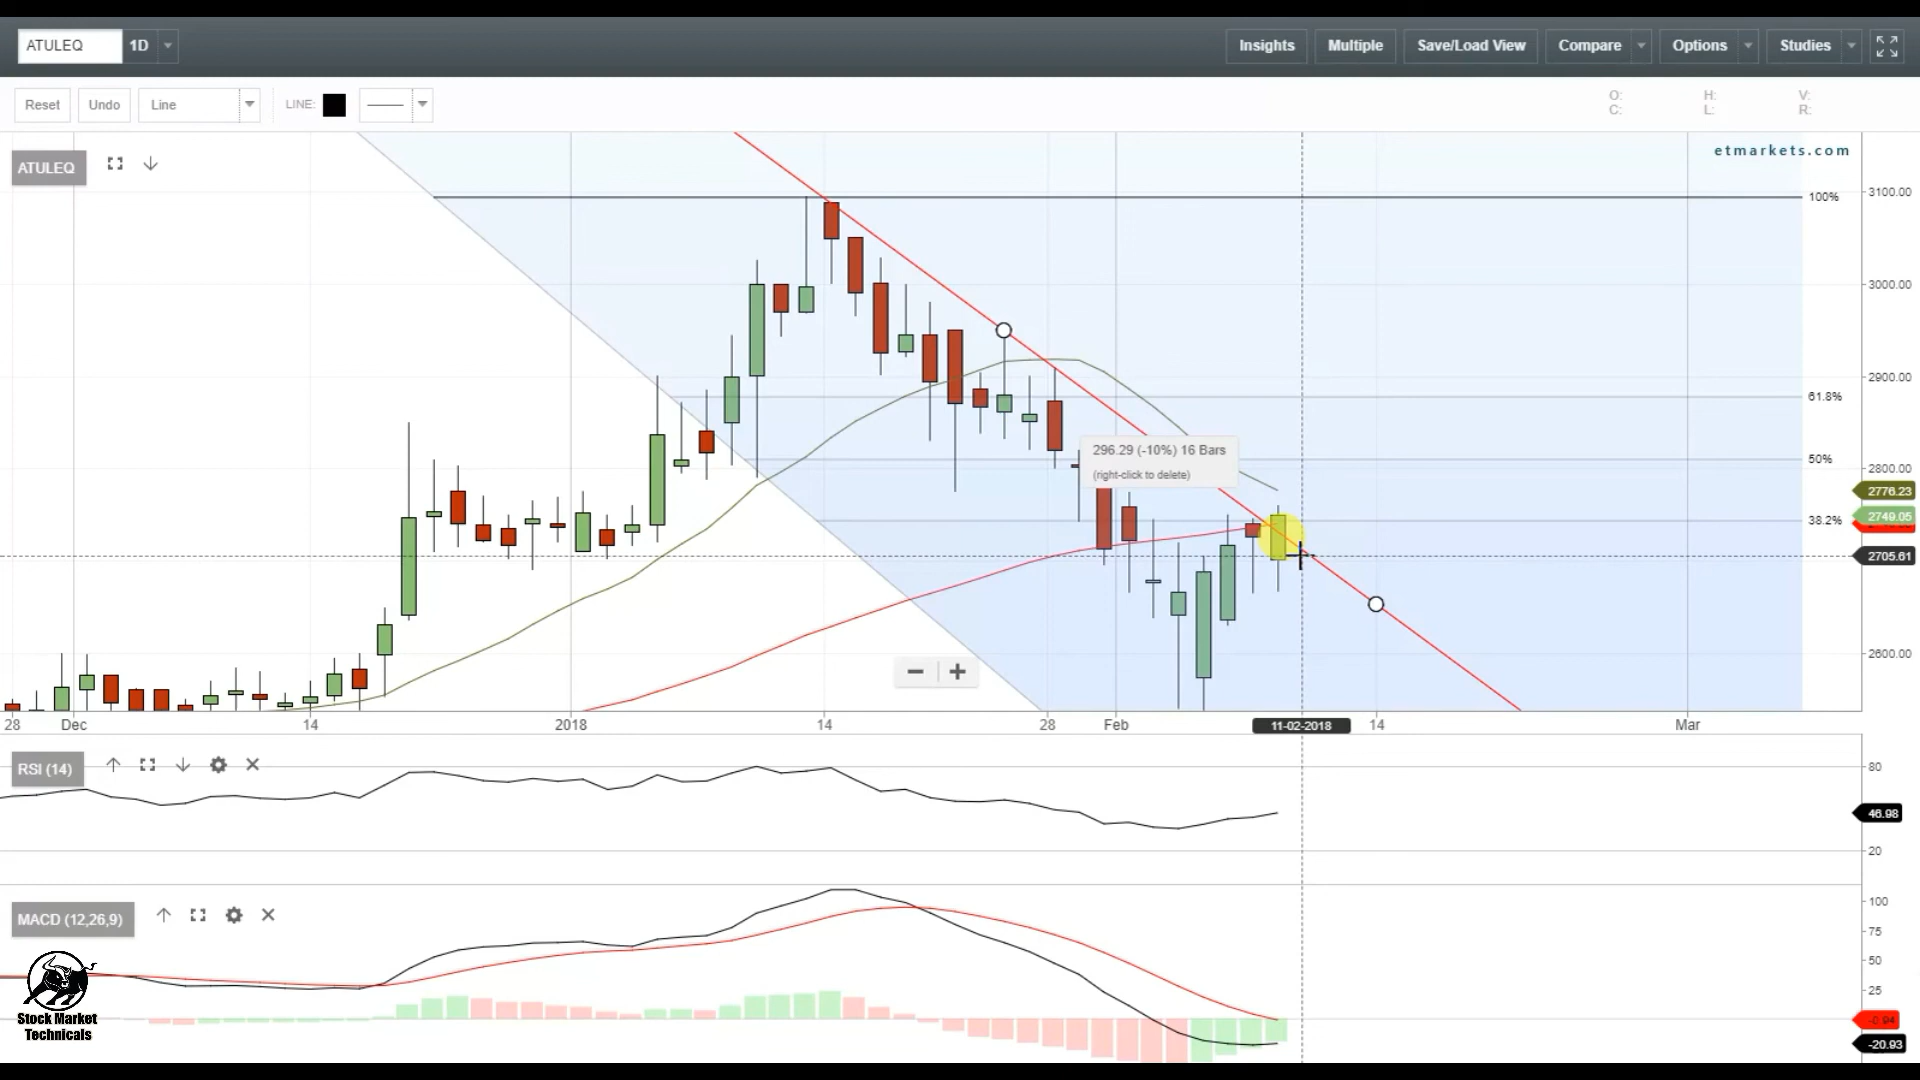 ATULEQ 1D Insights Multiple Save/Load View Compare Options Studies
Reset Undo Line LINE: O: H: V:
C: L: R:
ATULEQ
etmarkets.com
100%
61.8%
50%
38.2%
3100.00
3000.00
2900.00
2800.00
2776.23
2749.05
2705.61
2600.00
296.29 (-10%) 16 Bars
(right-click to delete)
28 Dec 14 2018 14 28 Feb 11-02-2018 14 Mar
RSI (14)
80
46.98
20
MACD (12,26,9)
100
75
50
25
-0.94
-20.93
Stock Market
Technicals